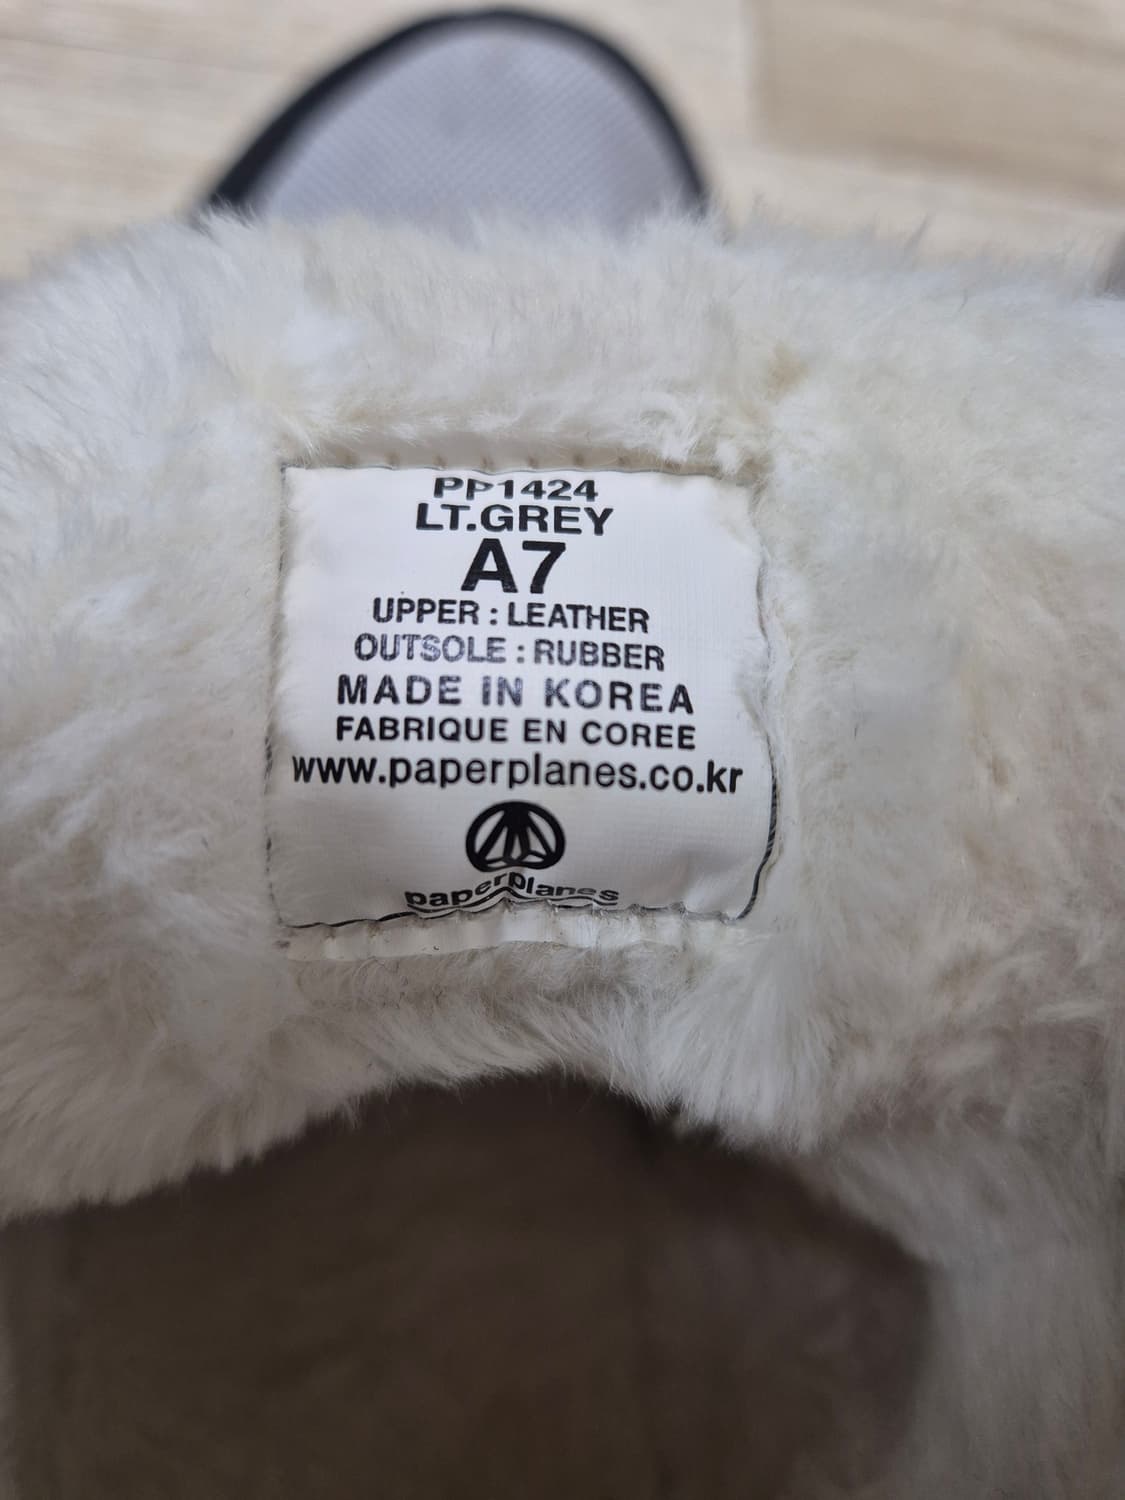 PP1424
LT.GREY
A7
UPPER : LEATHER
OUTSOLE : RUBBER
MADE IN KOREA
FABRIQUE EN COREE
www.paperplanes.co.kr
paperplanes